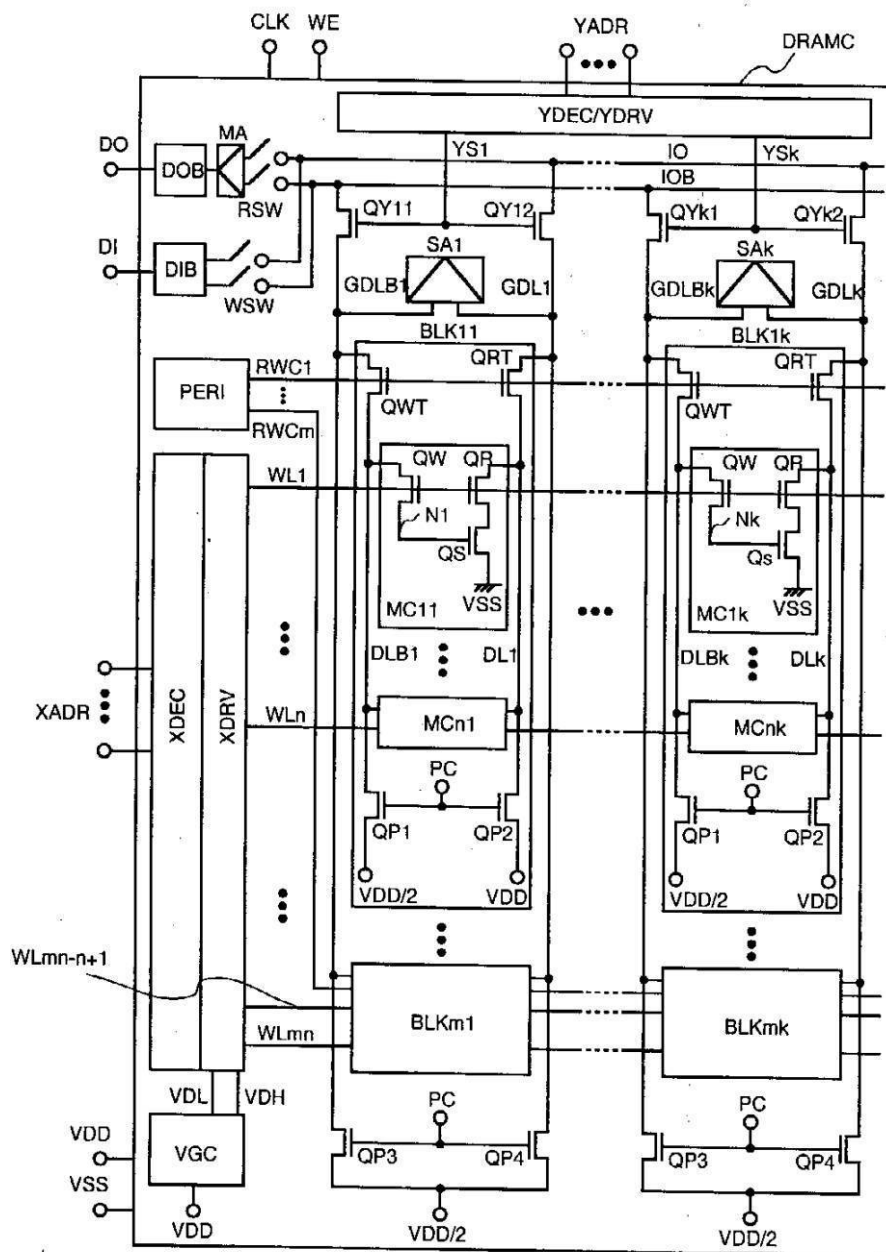 CLK WE YADR
DRAMC
YDEC/YDRV
DO MA
DOB
YS1 IO YSk
IOB
RSW
QY11 QY12 QYk1 QYk2
DI
DIB
SA1 SAk
WSW
GDLB1 GDL1 GDLBk GDLk
BLK11 BLK1k
PERI
RWC1
QRT QRT
QWT QWT
RWCm
QW QR QW QR
WL1
N1 Nk
QS Qs
VSS VSS
MC11 MC1k
DLB1 DL1 DLBk DLk
XADR
XDEC
XDRV
WLn
MCn1 MCnk
PC PC
QP1 QP2 QP1 QP2
VDD/2 VDD VDD/2 VDD
WLmn-n+1
BLKm1 BLKmk
WLmn
VDL VDH
PC PC
VDD
VGC
QP3 QP4 QP3 QP4
VSS
VDD VDD/2 VDD/2